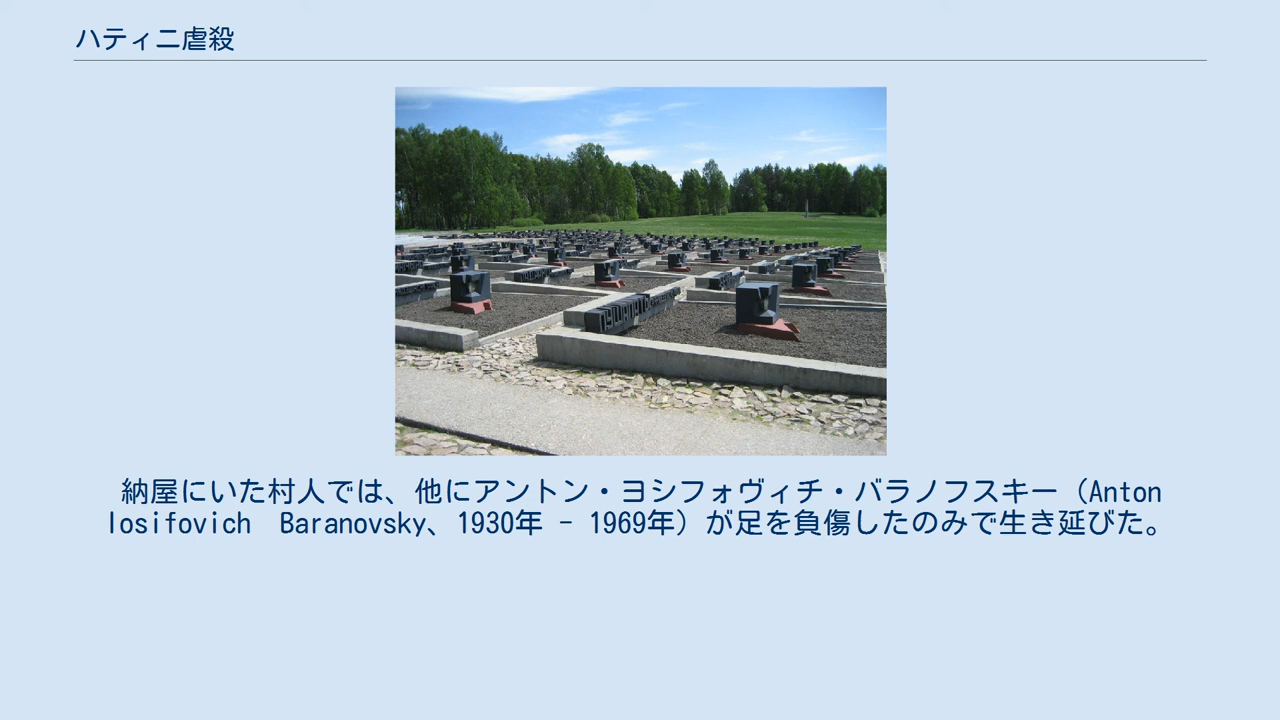 ハティニ虐殺
納屋にいた村人では、他にアントン・ヨシフォヴィチ・バラノフスキー（Anton
Iosifovich Baranovsky、1930年 - 1969年）が足を負傷したのみで生き延びた。